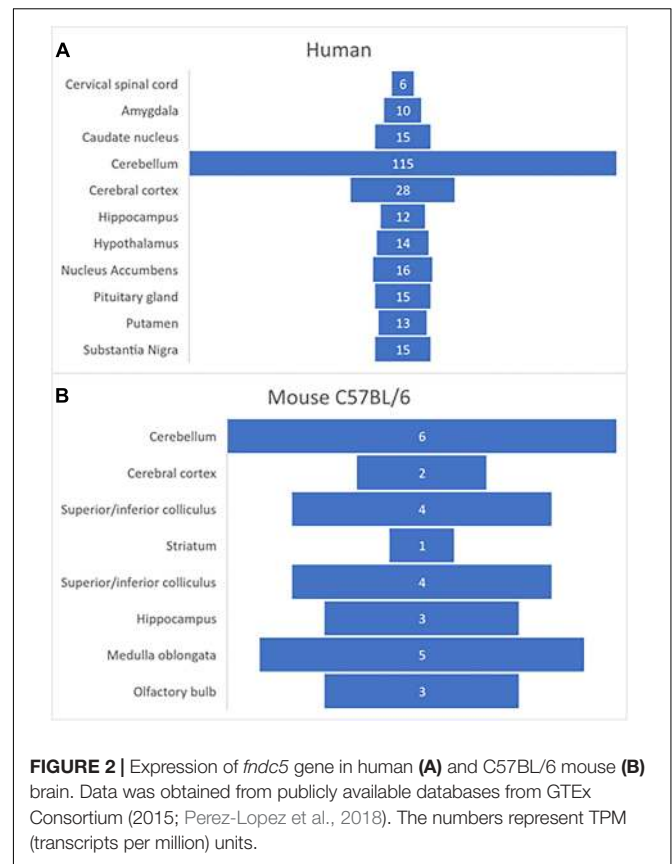 A
Human
Cervical spinal cord 6
Amygdala 10
Caudate nucleus 15
Cerebellum 115
Cerebral cortex 28
Hippocampus 12
Hypothalamus 14
Nucleus Accumbens 16
Pituitary gland 15
Putamen 13
Substantia Nigra 15
B
Mouse C57BL/6
Cerebellum 6
Cerebral cortex 2
Superior/inferior colliculus 4
Striatum 1
Superior/inferior colliculus 4
Hippocampus 3
Medulla oblongata 5
Olfactory bulb 3
FIGURE 2 | Expression of fndc5 gene in human (A) and C57BL/6 mouse (B)
brain. Data was obtained from publicly available databases from GTEx
Consortium (2015; Perez-Lopez et al., 2018). The numbers represent TPM
(transcripts per million) units.